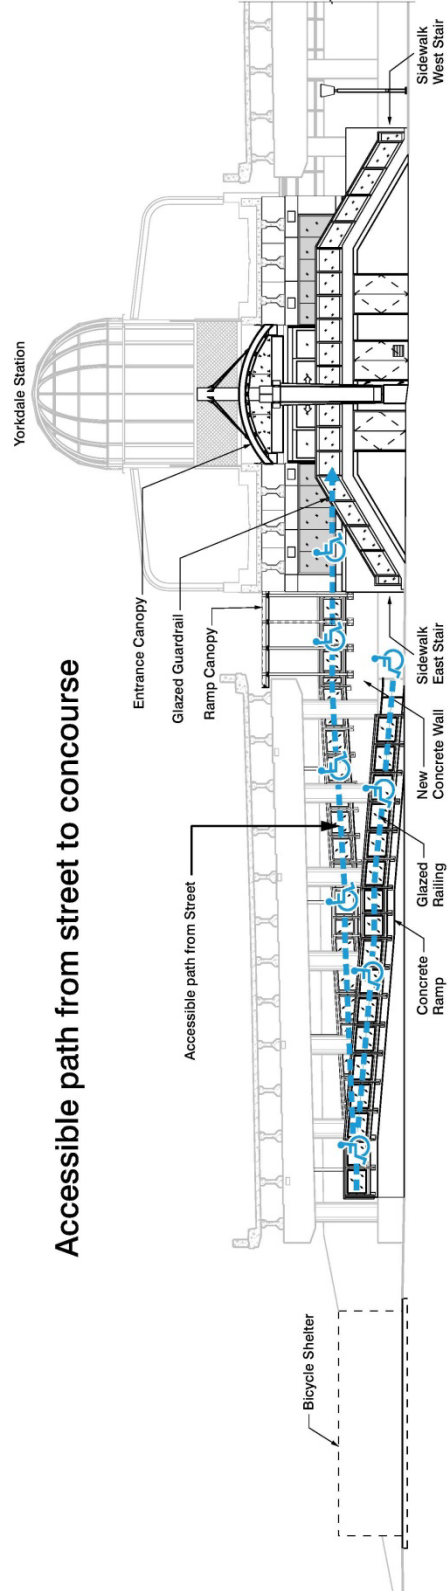 Accessible path from street to concourse
Yorkdale Station
Entrance Canopy
Glazed Guardrail
Ramp Canopy
Accessible path from Street
Bicycle Shelter
Concrete
Ramp
Glazed
Railing
New
Concrete Wall
Sidewalk
East Stair
Sidewalk
West Stair